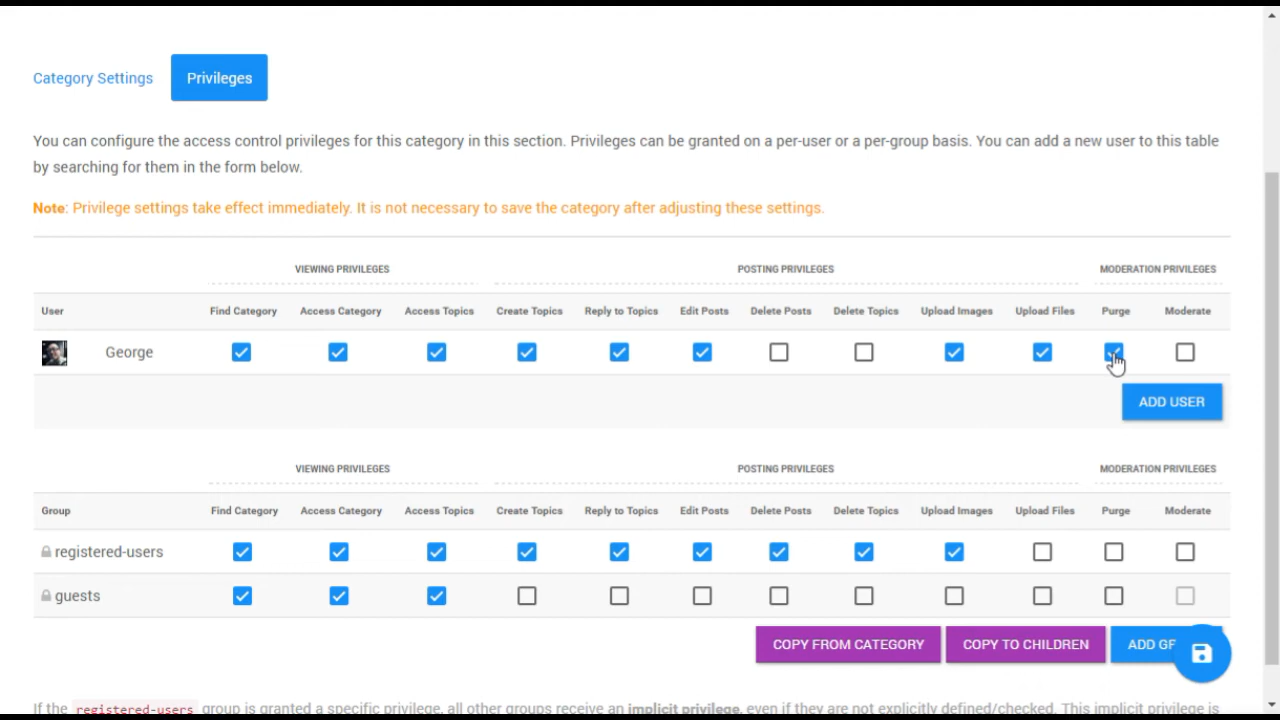 Category Settings Privileges
You can configure the access control privileges for this category in this section. Privileges can be granted on a per-user or a per-group basis. You can add a new user to this table
by searching for them in the form below.
Note: Privilege settings take effect immediately. It is not necessary to save the category after adjusting these settings.
VIEWING PRIVILEGES POSTING PRIVILEGES MODERATION PRIVILEGES
User Find Category Access Category Access Topics Create Topics Reply to Topics Edit Posts Delete Posts Delete Topics Upload Images Upload Files Purge Moderate
George
ADD USER
VIEWING PRIVILEGES POSTING PRIVILEGES MODERATION PRIVILEGES
Group Find Category Access Category Access Topics Create Topics Reply to Topics Edit Posts Delete Posts Delete Topics Upload Images Upload Files Purge Moderate
registered-users
guests
COPY FROM CATEGORY COPY TO CHILDREN ADD
If the registered-users group is granted a specific privilege, all other groups receive an implicit privilege, even if they are not explicitly defined/checked. This implicit privilege is